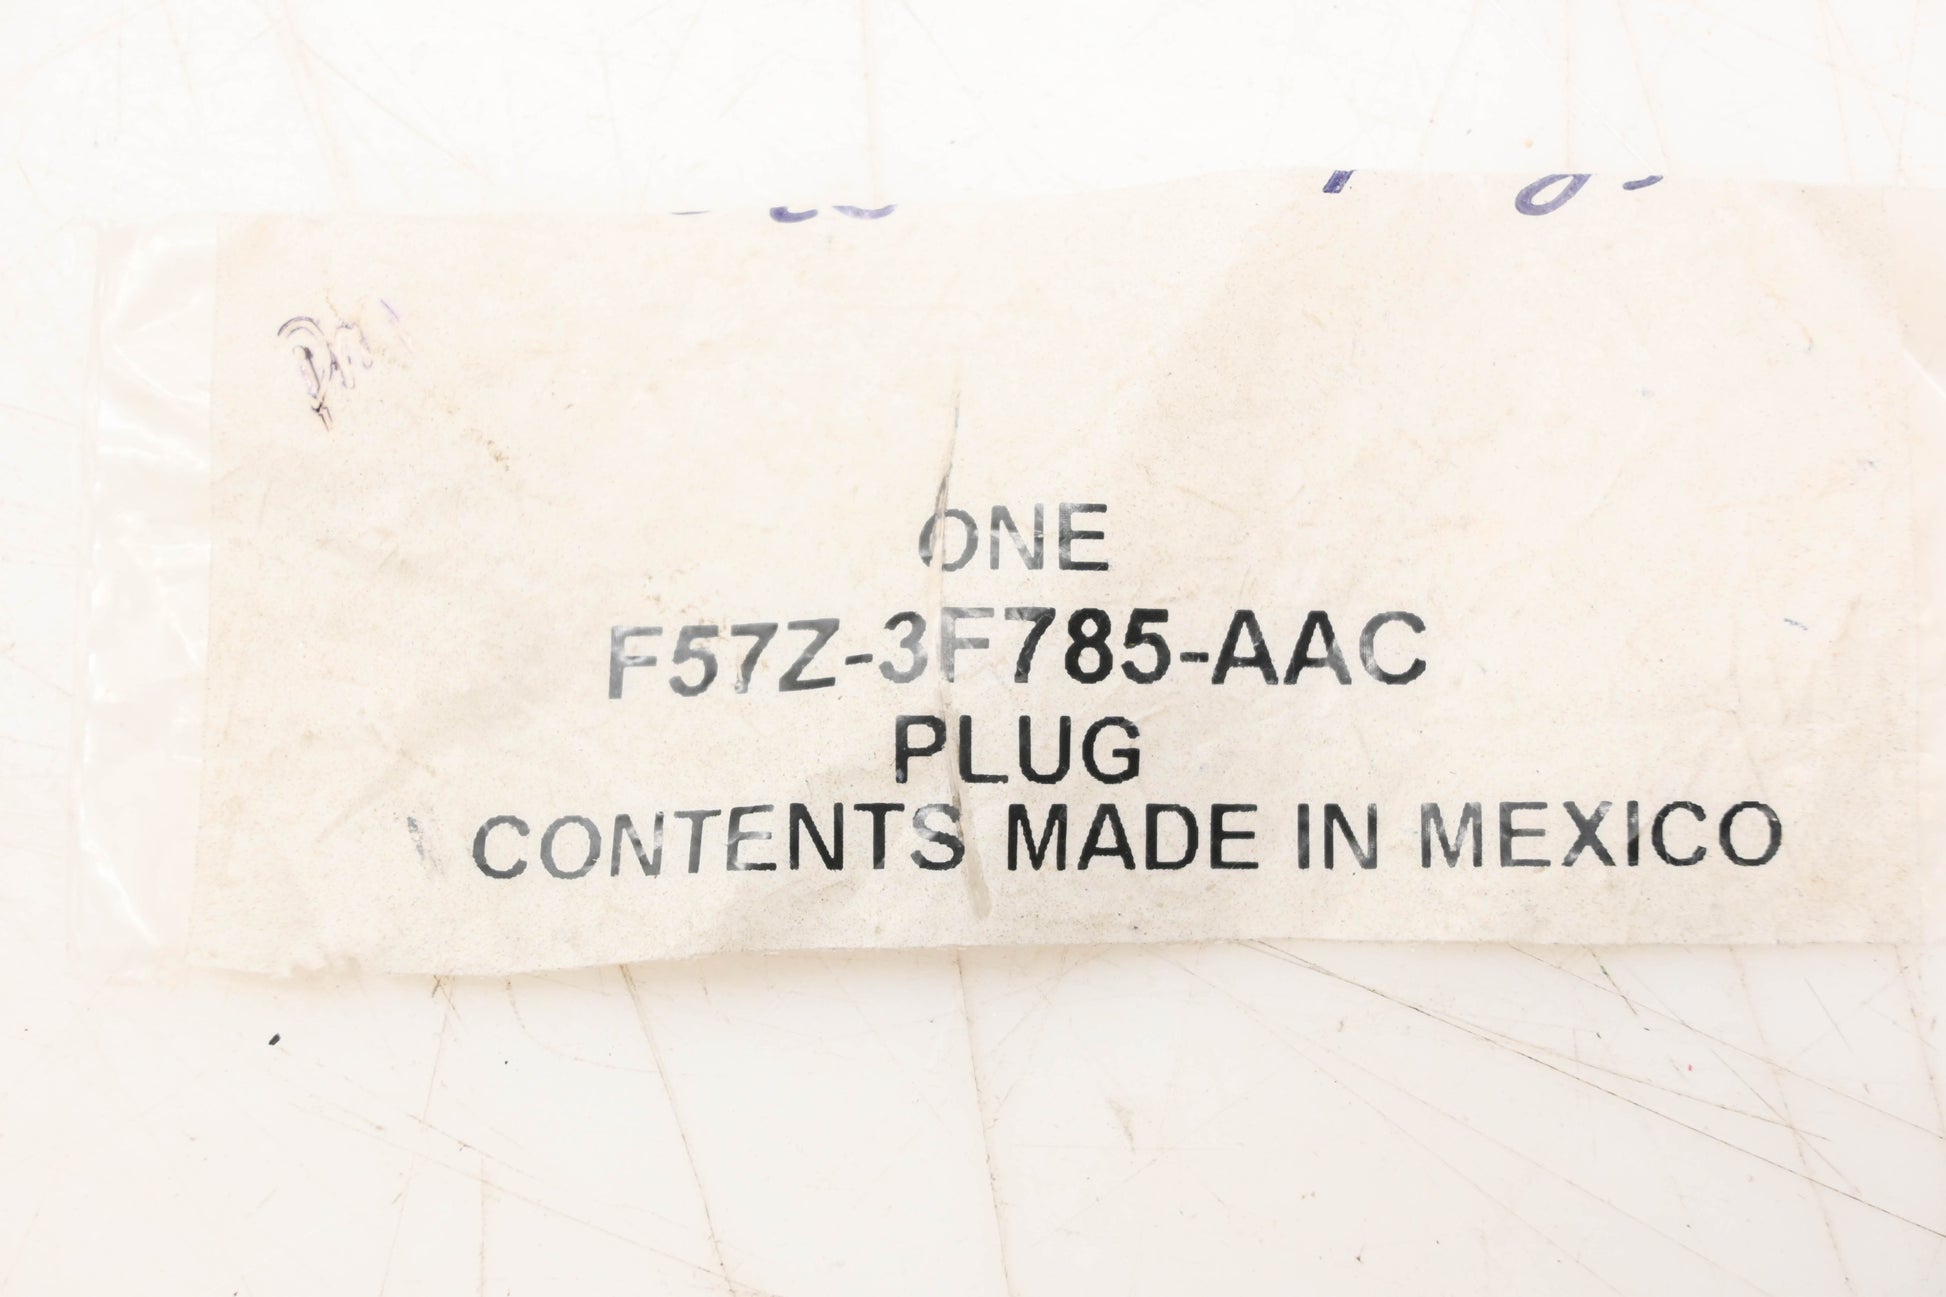 ONE
F57Z-3F785-AAC
PLUG
CONTENTS MADE IN MEXICO